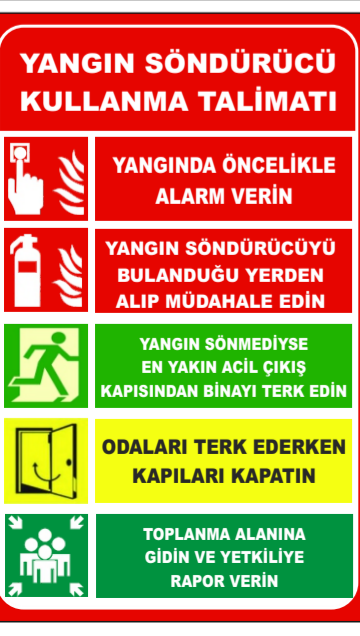 YANGIN SÖNDÜRÜCÜ
KULLANMA TALİMATI
YANGINDA ÖNCELİKLE
ALARM VERİN
YANGIN SÖNDÜRÜCÜYÜ
BULANDUĞU YERDEN
ALIP MÜDAHALE EDİN
YANGIN SÖNMEDİYSE
EN YAKIN ACİL ÇIKIŞ
KAPISINDAN BİNAYI TERK EDİN
ODALARI TERK EDERKEN
KAPILARI KAPATIN
TOPLANMA ALANINA
GİDİN VE YETKİLİYE
RAPOR VERİN